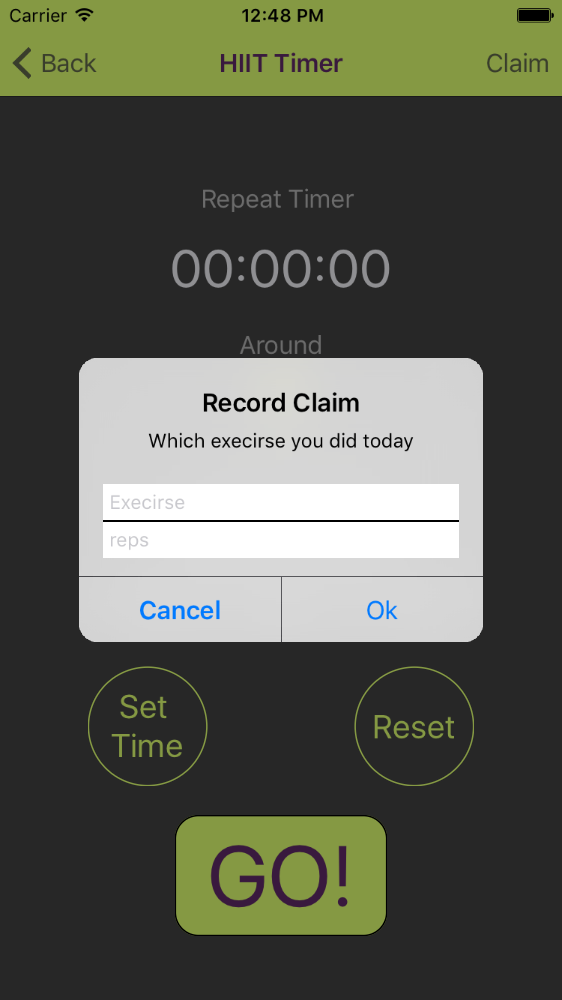 Carrier 12:48 PM
Back HIIT Timer Claim
Repeat Timer
00:00:00
Around
Record Claim
Which execirse you did today
Execirse
reps
Cancel Ok
Set
Time
Reset
GO!